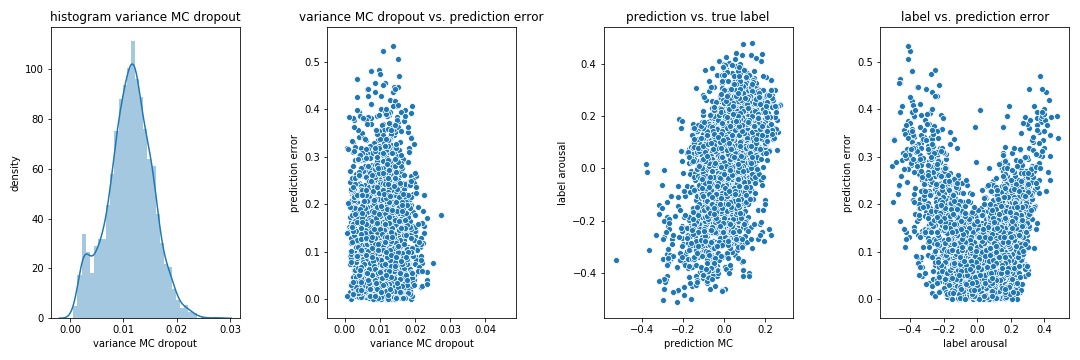 histogram variance MC dropout
density
100
80
60
40
20
0
0.00 0.01 0.02 0.03
variance MC dropout
variance MC dropout vs. prediction error
prediction error
0.5
0.4
0.3
0.2
0.1
0.0
0.00 0.01 0.02 0.03 0.04
variance MC dropout
prediction vs. true label
label arousal
0.4
0.2
0.0
−0.2
−0.4
−0.4 −0.2 0.0 0.2
prediction MC
label vs. prediction error
prediction error
0.5
0.4
0.3
0.2
0.1
0.0
−0.4 −0.2 0.0 0.2 0.4
label arousal